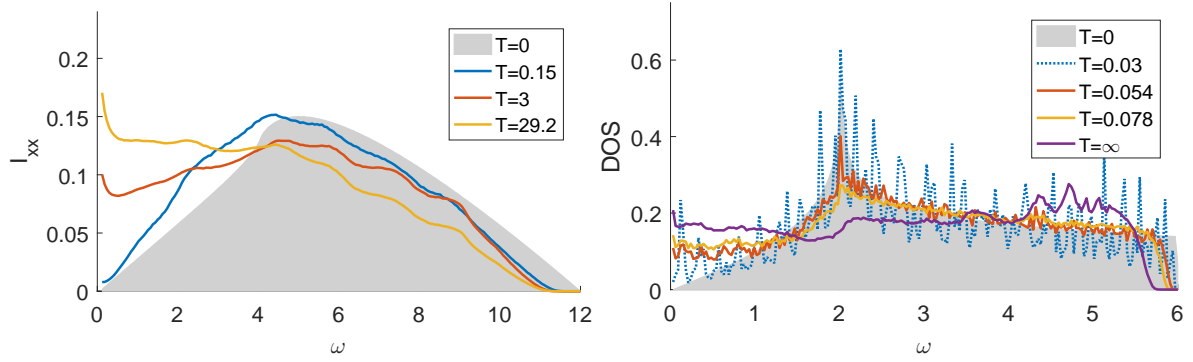 I_xx
0.2
0.15
0.1
0.05
0
0 2 4 6 8 10 12
ω
T=0
T=0.15
T=3
T=29.2
DOS
0.6
0.4
0.2
0
0 1 2 3 4 5 6
ω
T=0
T=0.03
T=0.054
T=0.078
T=∞